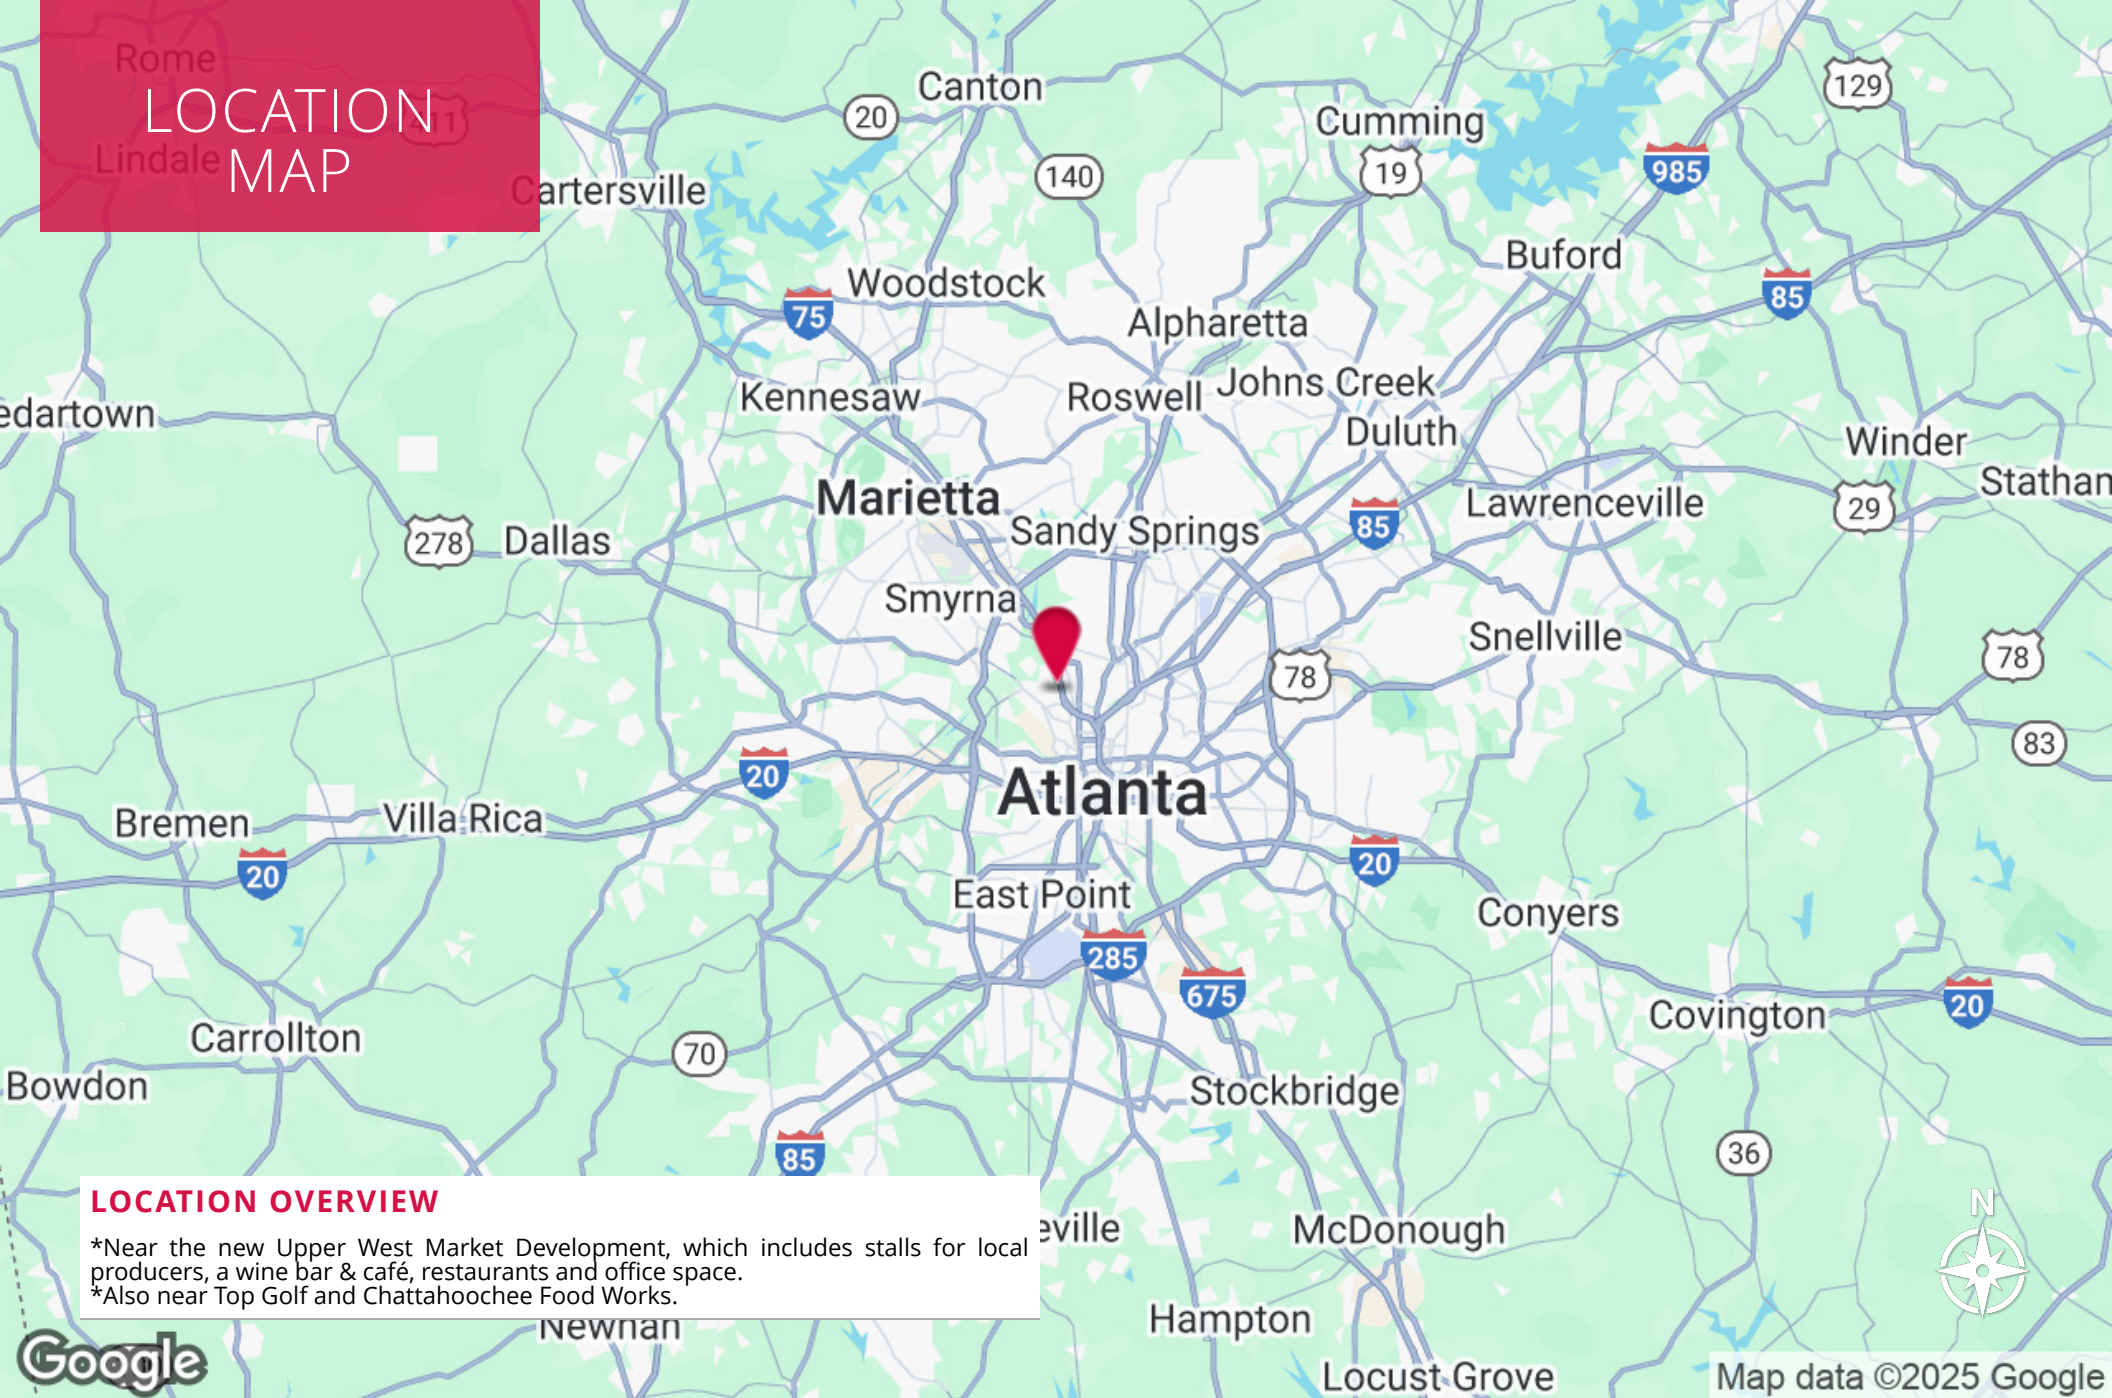 LOCATION
MAP
Rome
411
Lindale
Canton
20
129
Cumming
140
19
985
Cartersville
Woodstock
Buford
75
85
Alpharetta
Kennesaw
Roswell
Johns Creek
edartown
Duluth
Winder
Marietta
Stathan
Lawrenceville
29
85
Sandy Springs
278
Dallas
Smyrna
Snellville
78
78
83
20
Atlanta
Bremen
Villa Rica
20
20
East Point
Conyers
285
675
20
Covington
Carrollton
70
Bowdon
Stockbridge
85
36
LOCATION OVERVIEW
*Near the new Upper West Market Development, which includes stalls for local
producers, a wine bar & café, restaurants and office space.
*Also near Top Golf and Chattahoochee Food Works.
eville
McDonough
N
Newnan
Hampton
Google
Locust Grove
Map data ©2025 Google